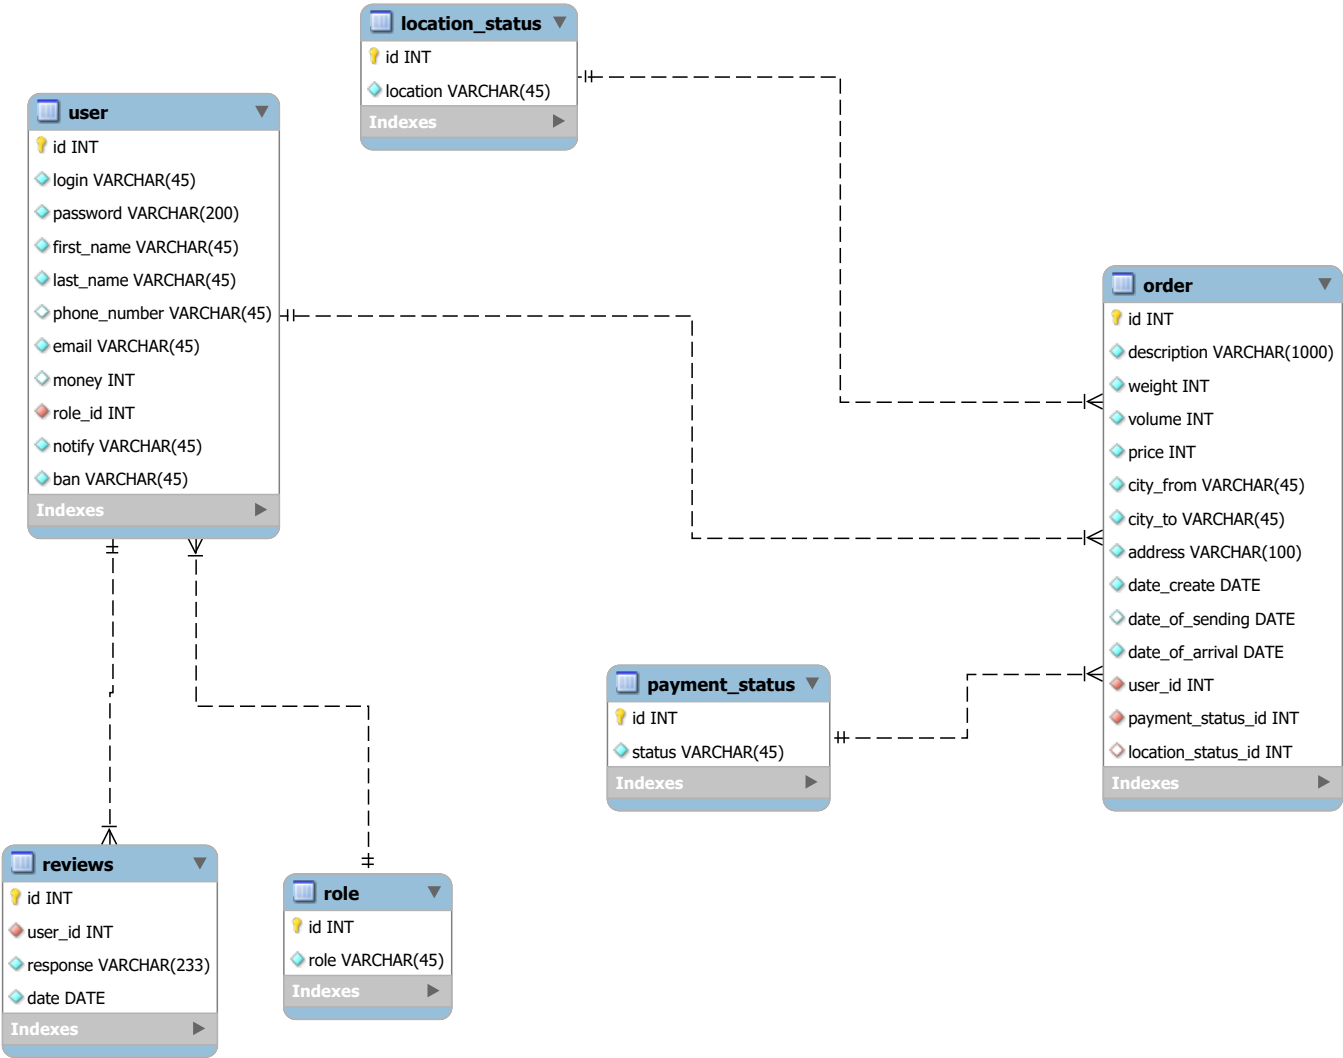 location_status
id INT
location VARCHAR(45)
Indexes
user
id INT
login VARCHAR(45)
password VARCHAR(200)
first_name VARCHAR(45)
last_name VARCHAR(45)
phone_number VARCHAR(45)
email VARCHAR(45)
money INT
role_id INT
notify VARCHAR(45)
ban VARCHAR(45)
Indexes
order
id INT
description VARCHAR(1000)
weight INT
volume INT
price INT
city_from VARCHAR(45)
city_to VARCHAR(45)
address VARCHAR(100)
date_create DATE
date_of_sending DATE
date_of_arrival DATE
user_id INT
payment_status_id INT
location_status_id INT
Indexes
payment_status
id INT
status VARCHAR(45)
Indexes
reviews
id INT
user_id INT
response VARCHAR(233)
date DATE
Indexes
role
id INT
role VARCHAR(45)
Indexes